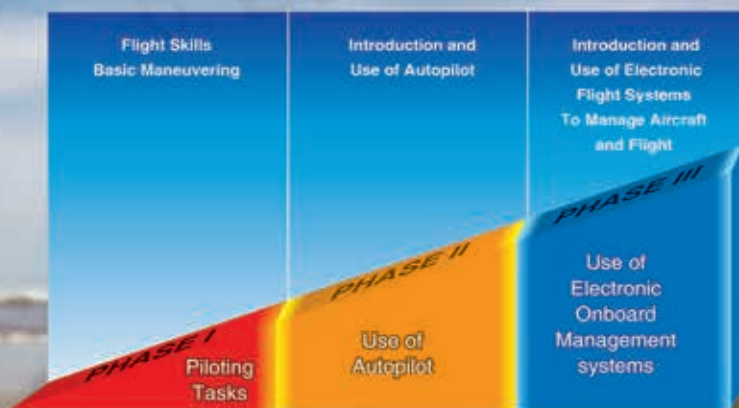 Flight Skills
Basic Maneuvering
Introduction and
Use of Autopilot
Introduction and
Use of Electronic
Flight Systems
To Manage Aircraft
and Flight
PHASE I
Piloting
Tasks
PHASE II
Use of
Autopilot
PHASE III
Use of
Electronic
Onboard
Management
systems